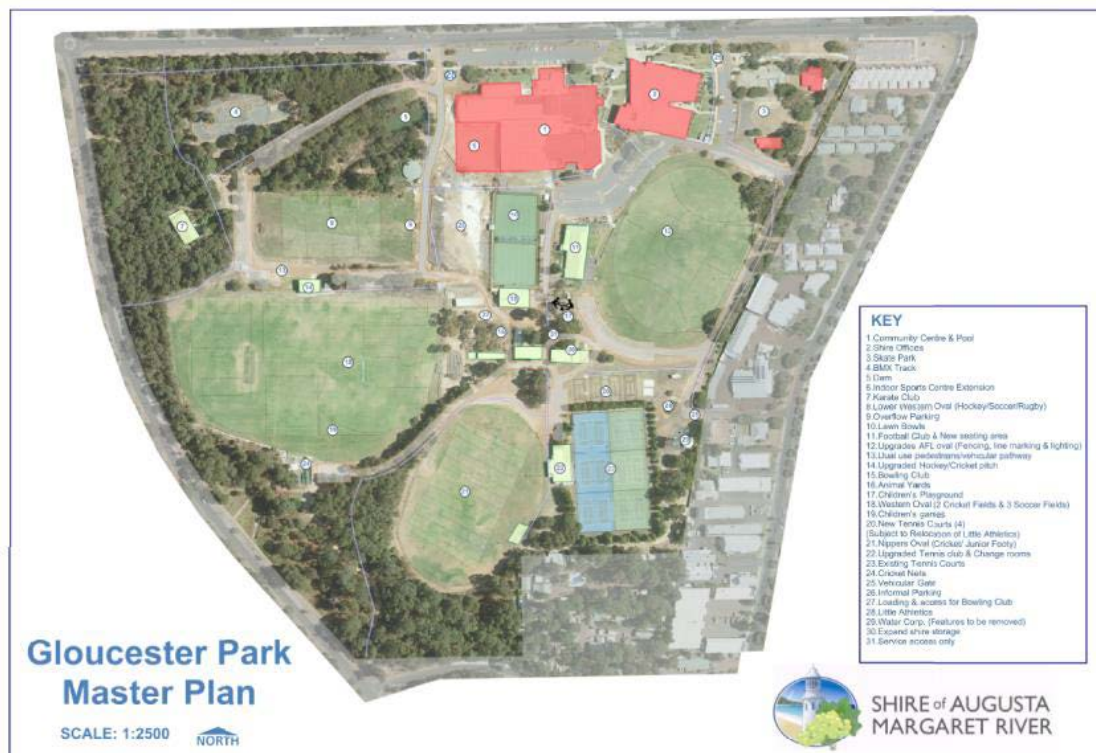 KEY
1.Community Centre & Pool
2.Shire Offices
3.Skate Park
4.BMX Track
5.Dam
6.Indoor Sports Centre Extension
7.Karate Club
8.Lower Western Oval (Hockey/Soccer/Rugby)
9.Overflow Parking
10.Lawn Bowls
11.Football Club & New seating area
12.Upgrades AFL oval (Fencing, line marking & lighting)
13.Dual use pedestrians/vehicular pathway
14.Upgraded Hockey/Cricket pitch
15.Bowling Club
16.Animal Yards
17.Children's Playground
18.Western Oval (2 Cricket Fields & 3 Soccer Fields)
19.Children's games
20.New Tennis Courts (4)
(Subject to Relocation of Little Athletics)
21.Nippers Oval (Cricket/ Junior Footy)
22.Upgraded Tennis club & Change rooms
23.Existing Tennis Courts
24.Cricket Nets
25.Vehicular Gate
26.Informal Parking
27.Loading & access for Bowling Club
28.Little Athletics
29.Water Corp. (Features to be removed)
30.Expand shire storage
31.Service access only
Gloucester Park
Master Plan
SCALE: 1:2500
NORTH
SHIRE of AUGUSTA
MARGARET RIVER